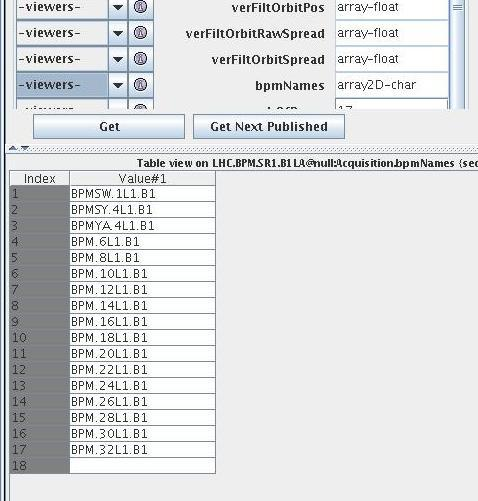 -viewers- verFiltOrbitPos array-float
-viewers- verFiltOrbitRawSpread array-float
-viewers- verFiltOrbitSpread array-float
-viewers- bpmNames array2D-char
Get Get Next Published
Table view on LHC.BPM.SR1.B1LA@null:Acquisition.bpmNames (sec
Index Value#1
1 BPMSW.1L1.B1
2 BPMSY.4L1.B1
3 BPMYA.4L1.B1
4 BPM.6L1.B1
5 BPM.8L1.B1
6 BPM.10L1.B1
7 BPM.12L1.B1
8 BPM.14L1.B1
9 BPM.16L1.B1
10 BPM.18L1.B1
11 BPM.20L1.B1
12 BPM.22L1.B1
13 BPM.24L1.B1
14 BPM.26L1.B1
15 BPM.28L1.B1
16 BPM.30L1.B1
17 BPM.32L1.B1
18